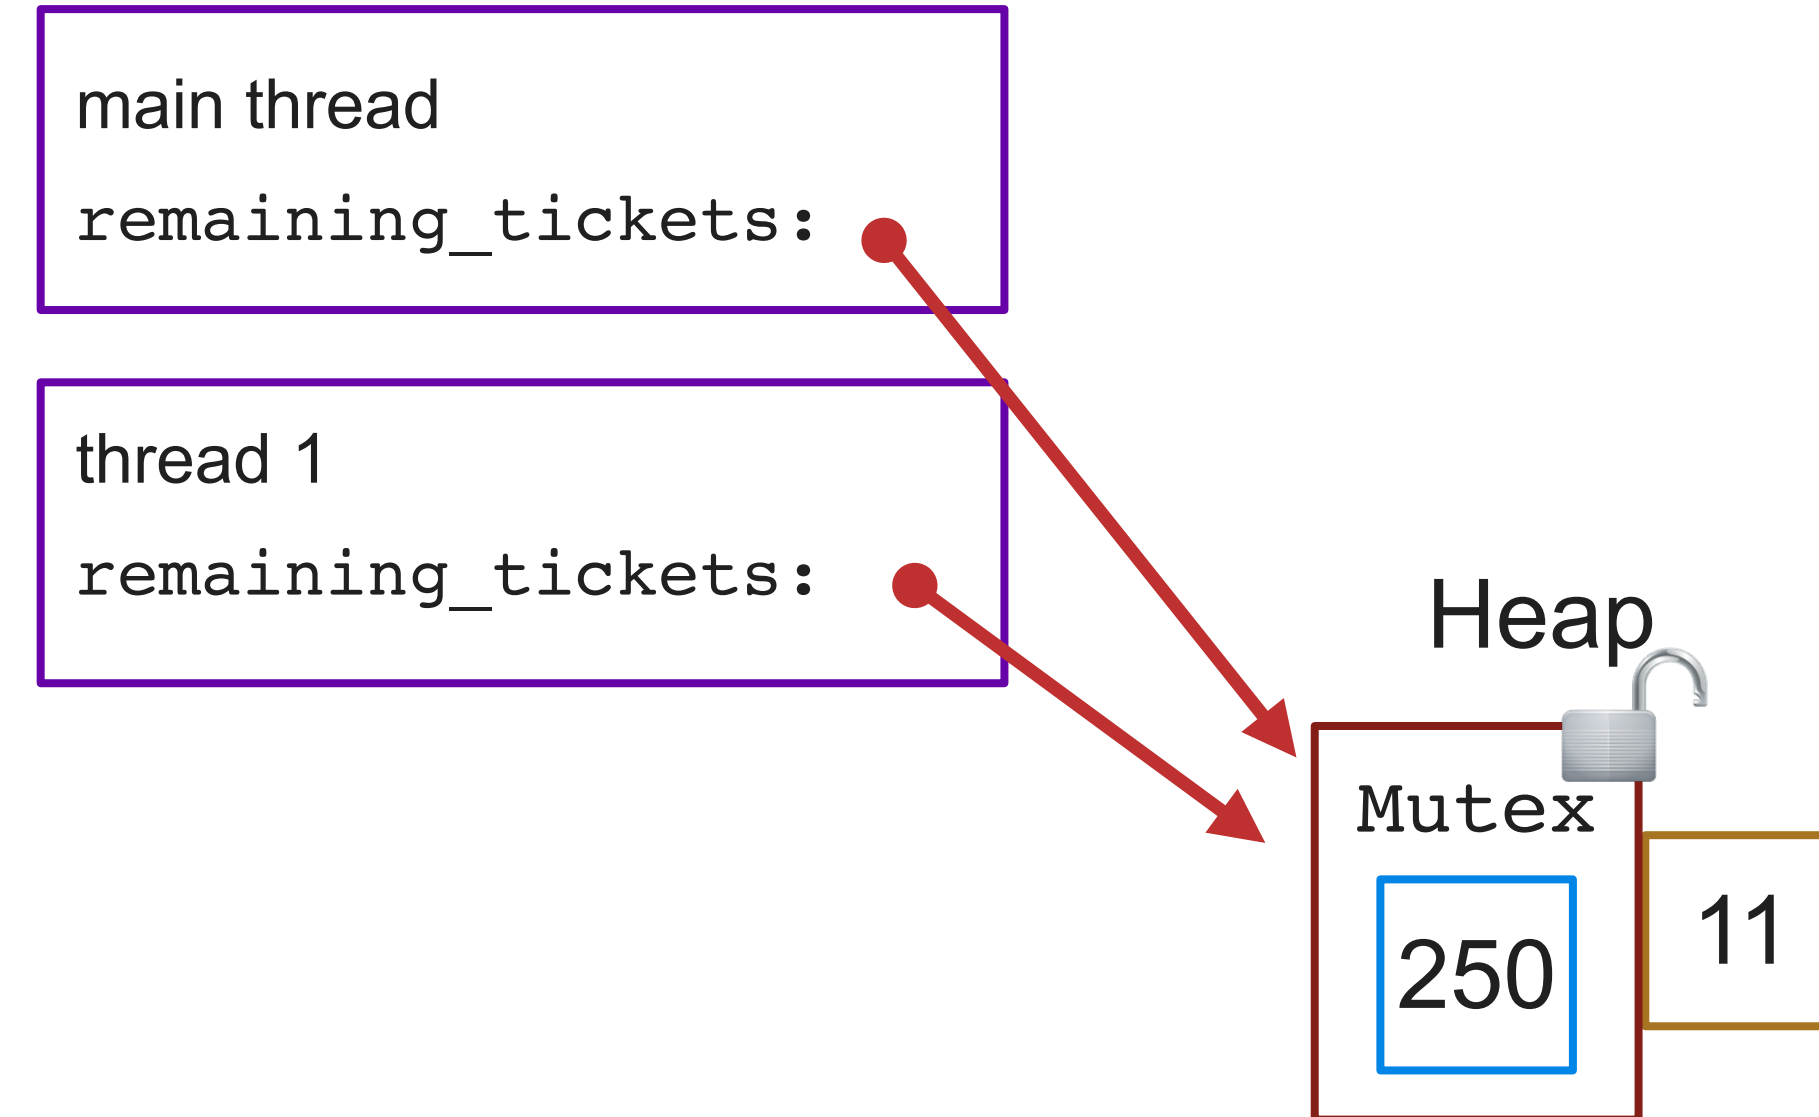 main thread
remaining_tickets:
thread 1
remaining_tickets:
Heap
Mutex
250
11